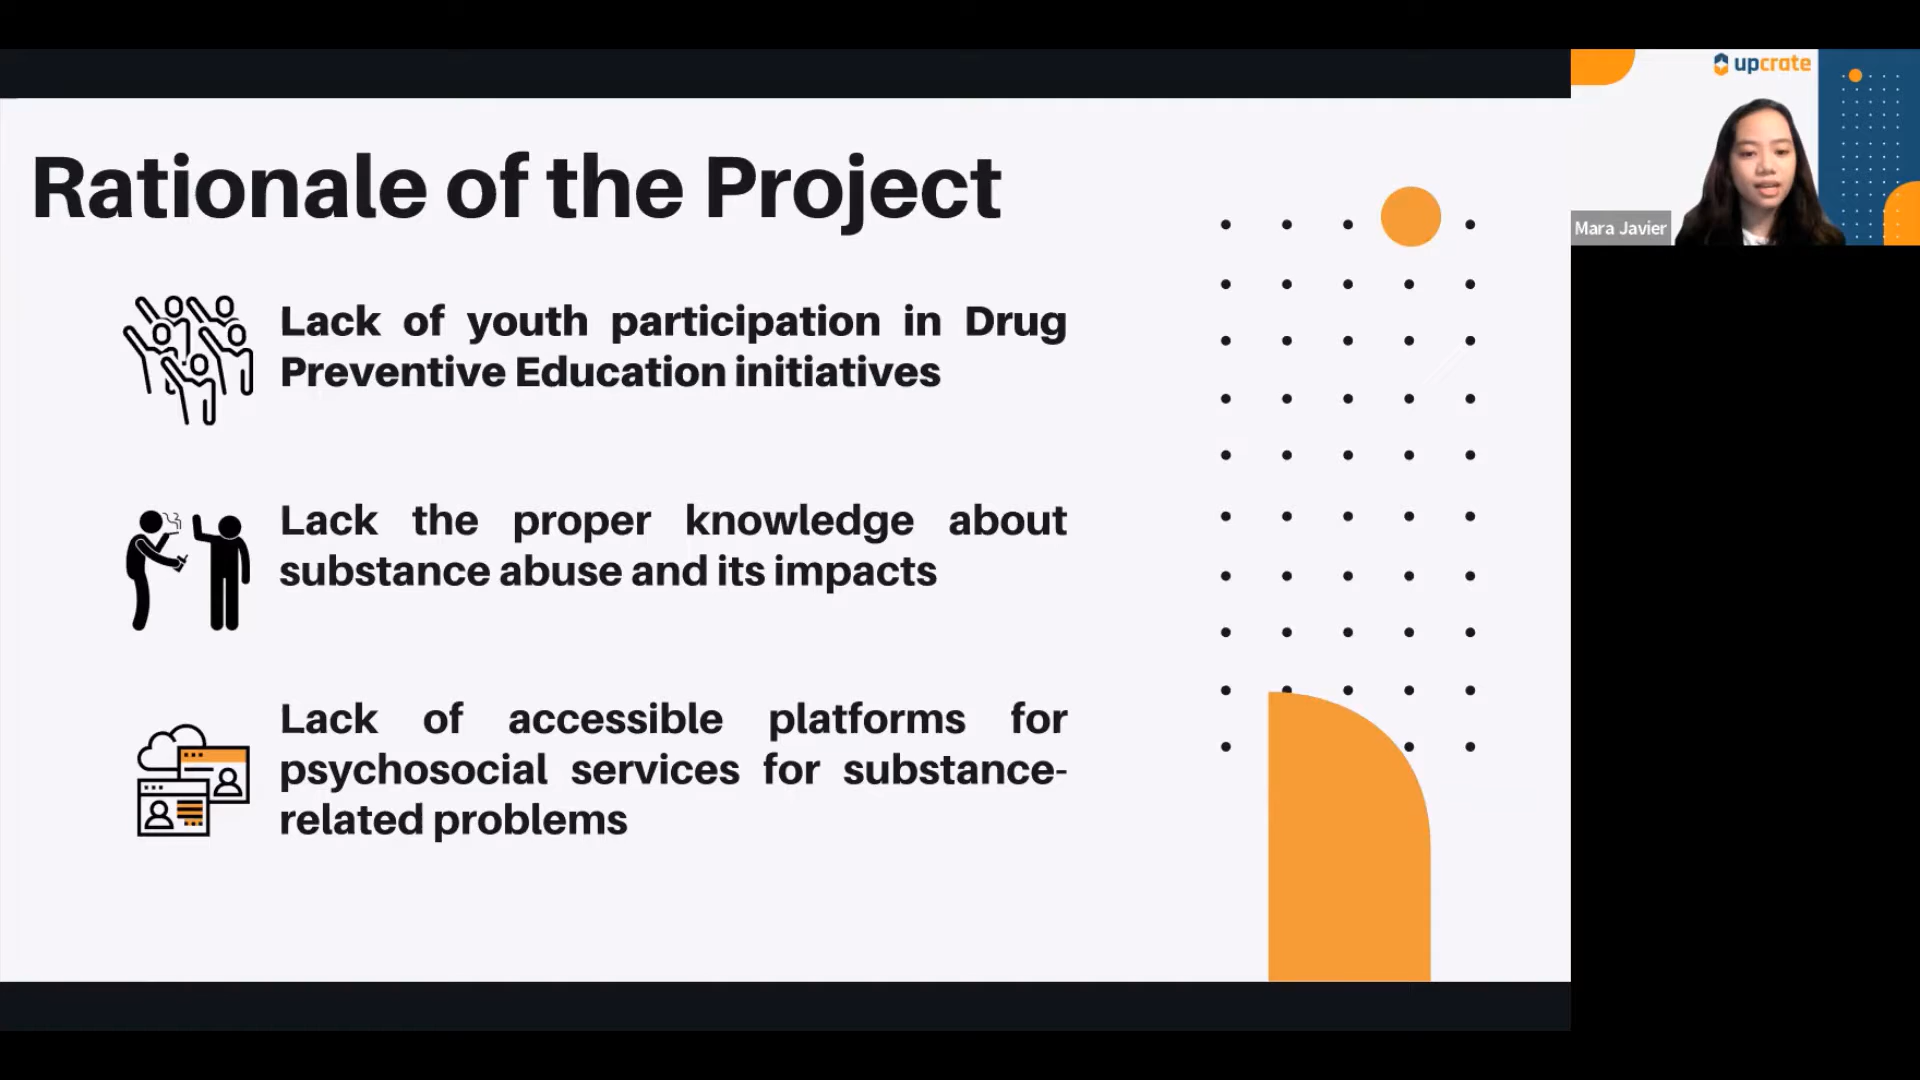 Rationale of the Project
Lack of youth participation in Drug
Preventive Education initiatives
Lack the proper knowledge about
substance abuse and its impacts
Lack of accessible platforms for
psychosocial services for substance-
related problems
upcrate
Mara Javier